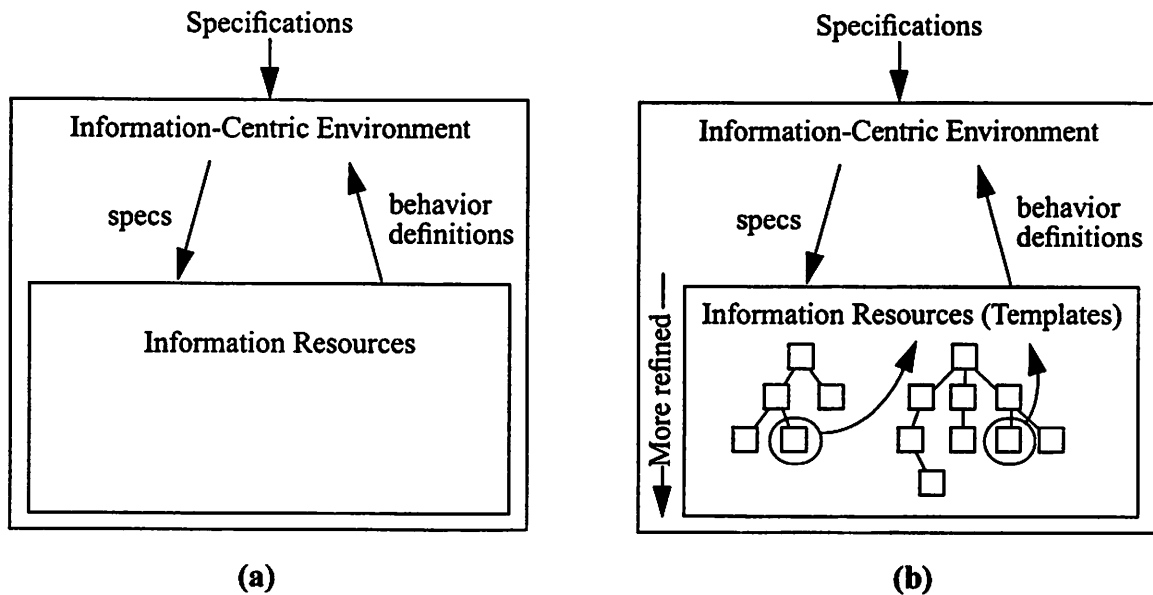 Specifications
Information-Centric Environment
specs
behavior
definitions
Information Resources
(a)
Specifications
Information-Centric Environment
specs
behavior
definitions
More refined
Information Resources (Templates)
(b)